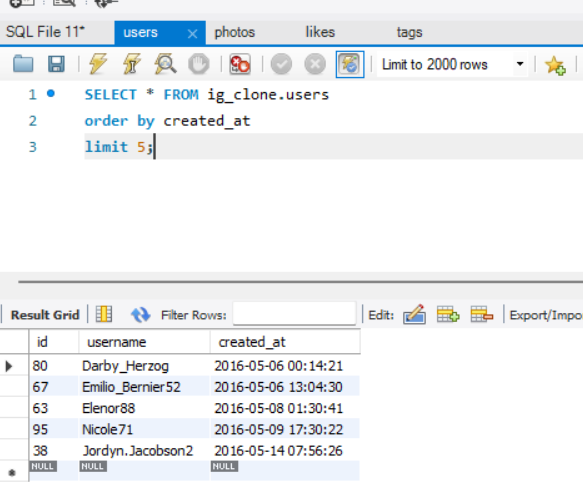 SQL File 11* users photos likes tags
Limit to 2000 rows
1 SELECT * FROM ig_clone.users
2 order by created_at
3 limit 5;
Result Grid Filter Rows: Edit: Export/Impo
id username created_at
80 Darby_Herzog 2016-05-06 00:14:21
67 Emilio_Bernier52 2016-05-06 13:04:30
63 Elenor88 2016-05-08 01:30:41
95 Nicole71 2016-05-09 17:30:22
38 Jordyn.Jacobson2 2016-05-14 07:56:26
NULL NULL NULL